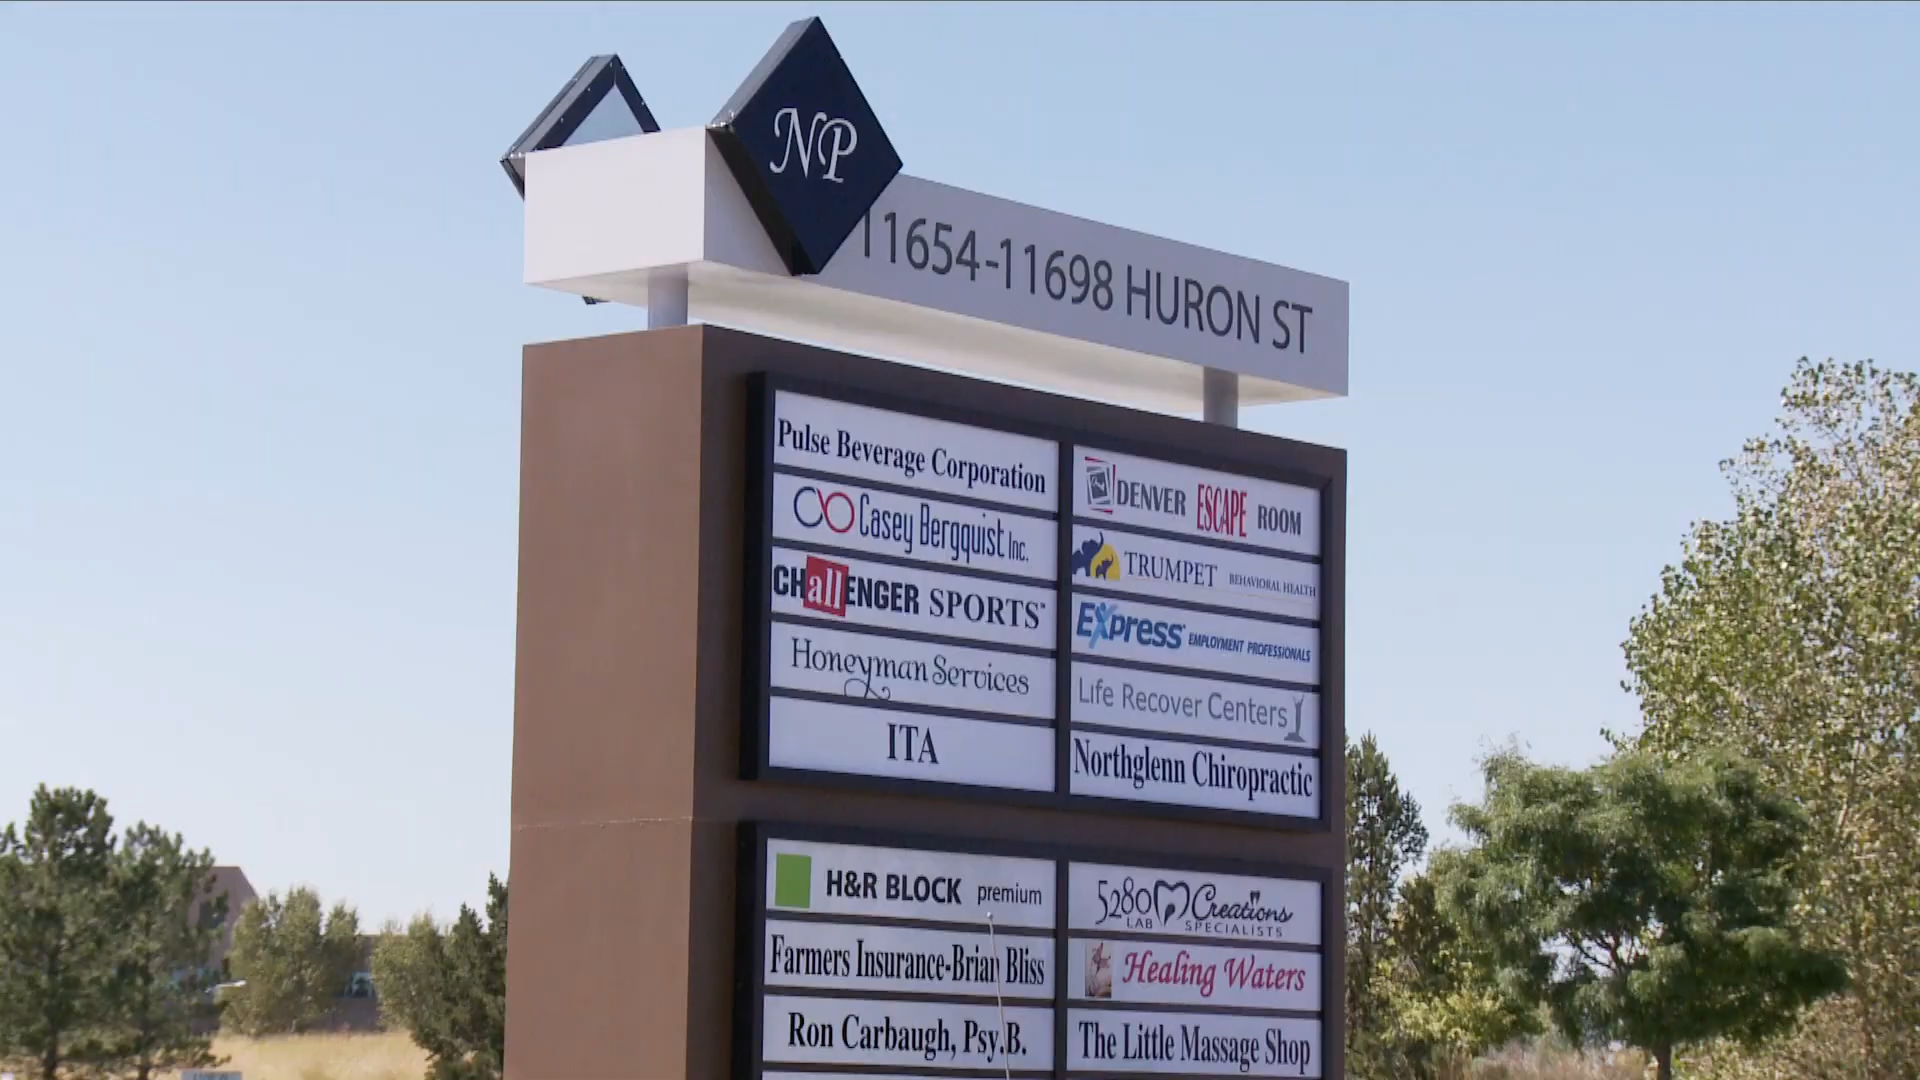 NP
11654-11698 HURON ST
Pulse Beverage Corporation
Casey Bergquist Inc.
CHallENGER SPORTS
Honeyman Services
ITA
DENVER ESCAPE ROOM
TRUMPET BEHAVIORAL HEALTH
Express EMPLOYMENT PROFESSIONALS
Life Recover Centers
Northglenn Chiropractic
H&R BLOCK premium
Farmers Insurance-Brian Bliss
Ron Carbaugh, Psy.B.
5280 Creations
LAB SPECIALISTS
Healing Waters
The Little Massage Shop